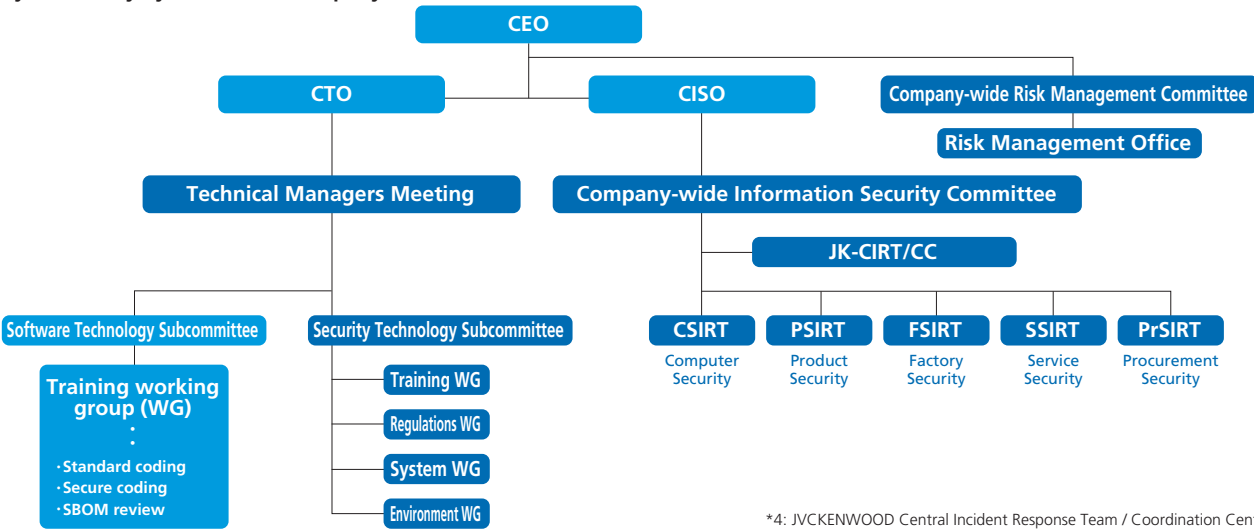 CEO
CTO
CISO
Company-wide Risk Management Committee
Risk Management Office
Technical Managers Meeting
Company-wide Information Security Committee
JK-CIRT/CC
Software Technology Subcommittee
Security Technology Subcommittee
CSIRT
PSIRT
FSIRT
SSIRT
PrSIRT
Computer
Security
Product
Security
Factory
Security
Service
Security
Procurement
Security
Training working
group (WG)
:
・Standard coding
・Secure coding
・SBOM review
Training WG
Regulations WG
System WG
Environment WG
*4: JVCKENWOOD Central Incident Response Team / Coordination Cen